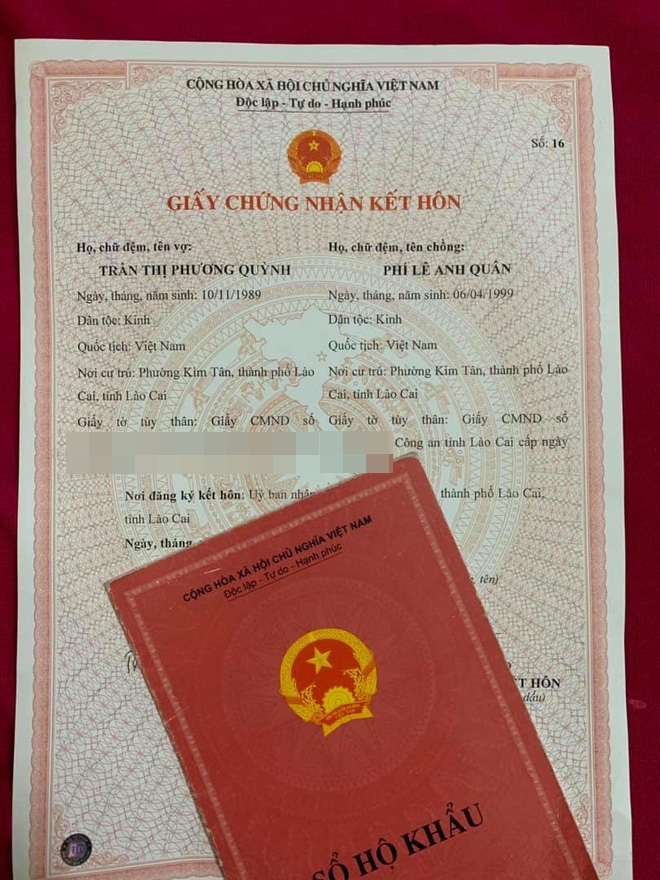 CỘNG HÒA XÃ HỘI CHỦ NGHĨA VIỆT NAM
Độc lập - Tự do - Hạnh phúc
Số: 16
GIẤY CHỨNG NHẬN KẾT HÔN
Họ, chữ đệm, tên vợ: Họ, chữ đệm, tên chồng:
TRẦN THỊ PHƯƠNG QUỲNH PHÍ LÊ ANH QUÂN
Ngày, tháng, năm sinh: 10/11/1989 Ngày, tháng, năm sinh: 06/04/1999
Dân tộc: Kinh Dân tộc: Kinh
Quốc tịch: Việt Nam Quốc tịch: Việt Nam
Nơi cư trú: Phường Kim Tân, thành phố Lào Nơi cư trú: Phường Kim Tân, thành phố Lào
Cai, tỉnh Lào Cai Cai, tỉnh Lào Cai
Giấy tờ tùy thân: Giấy CMND số Giấy tờ tùy thân: Giấy CMND số
Công an tỉnh Lào Cai cấp ngày
Nơi đăng ký kết hôn: Uỷ ban nhân thành phố Lào Cai,
tỉnh Lào Cai
Ngày, tháng
tên)
ẾT HÔN
dấu)
CỘNG HÒA XÃ HỘI CHỦ NGHĨA VIỆT NAM
Độc lập - Tự do - Hạnh phúc
SỔ HỘ KHẨU